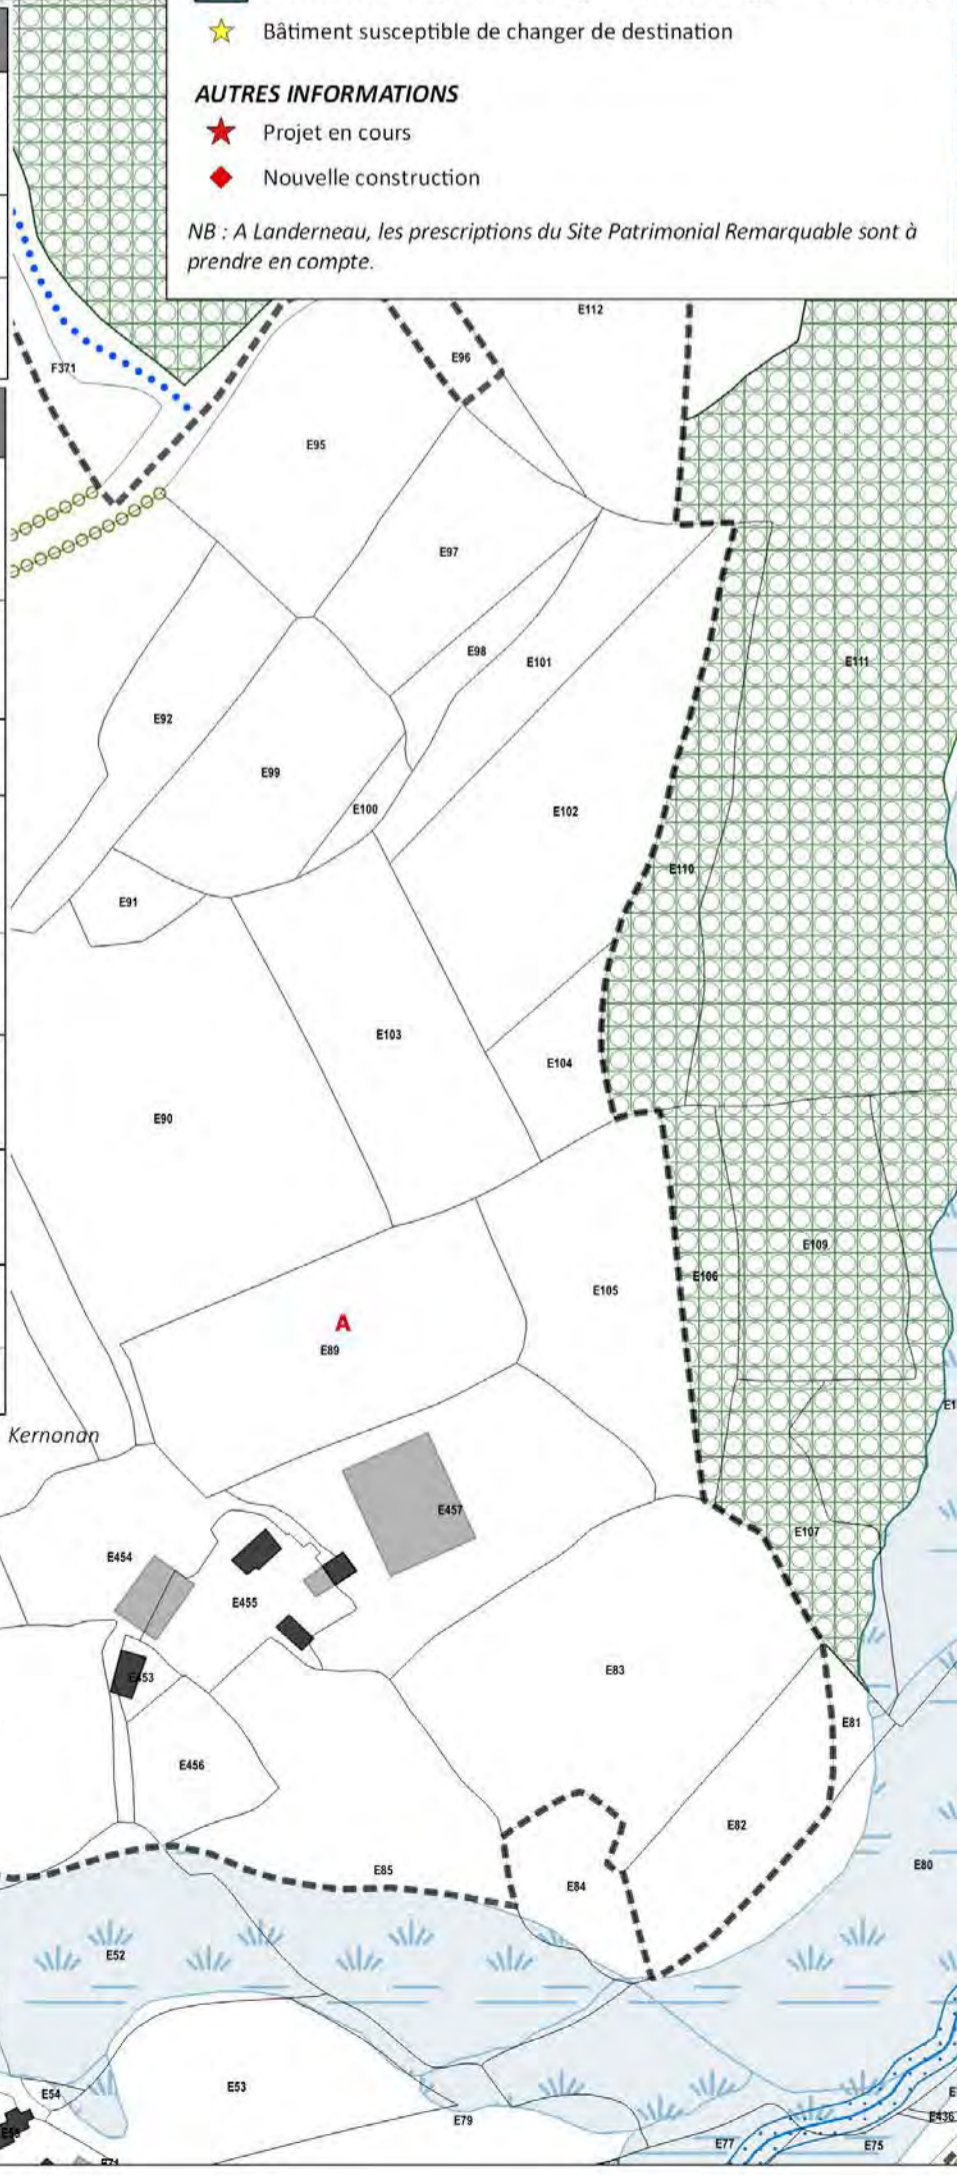 Bâtiment susceptible de changer de destination
AUTRES INFORMATIONS
Projet en cours
Nouvelle construction
NB : A Landerneau, les prescriptions du Site Patrimonial Remarquable sont à
prendre en compte.
E112
E96
F371
E95
E97
E98
E101
E111
E92
E99
E100
E102
E110
E91
E103
E104
E90
E109
E106
E105
A
E89
Kernonan
E457
E107
E454
E455
E83
E453
E81
E456
E82
E85
E84
E80
E52
E54
E53
E79
E436
E77
E75